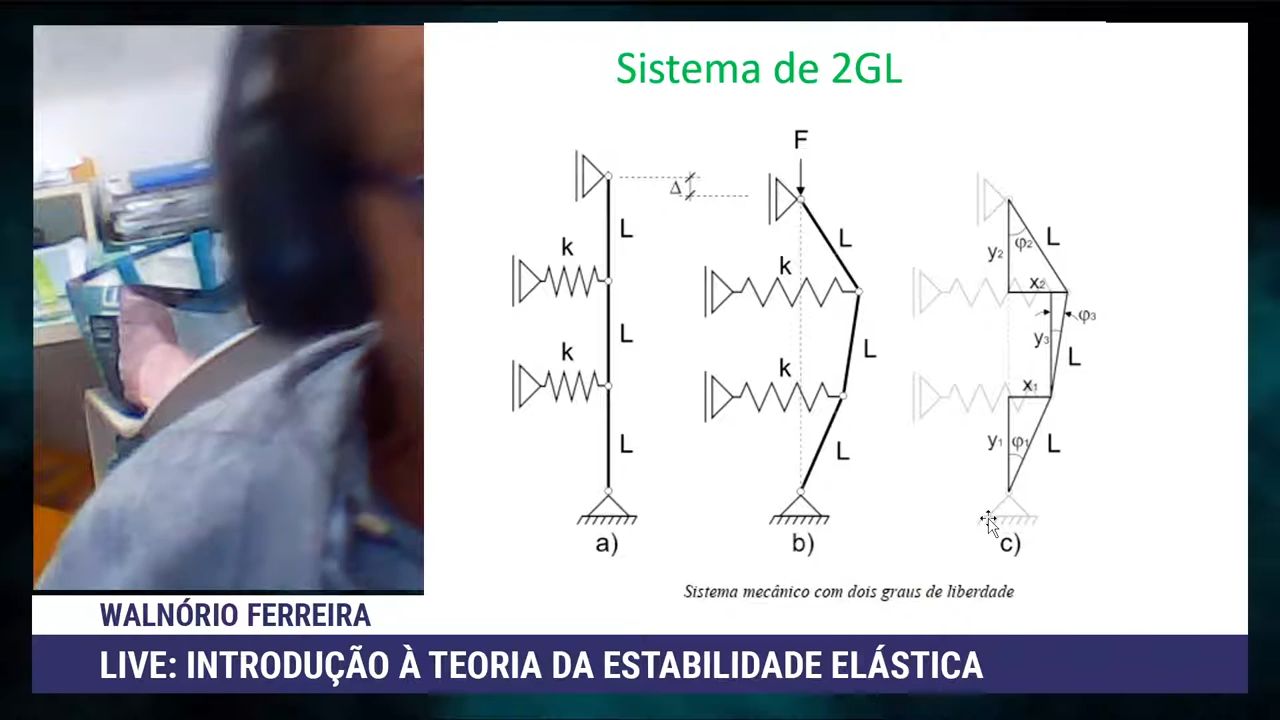 Sistema de 2GL
F
Δ
L
k
L
k
L
a)
L
k
L
k
L
b)
y₂
φ₂
L
x₂
φ₃
y₃
L
x₁
y₁
φ₁
L
c)
Sistema mecânico com dois graus de liberdade
WALNÓRIO FERREIRA
LIVE: INTRODUÇÃO À TEORIA DA ESTABILIDADE ELÁSTICA